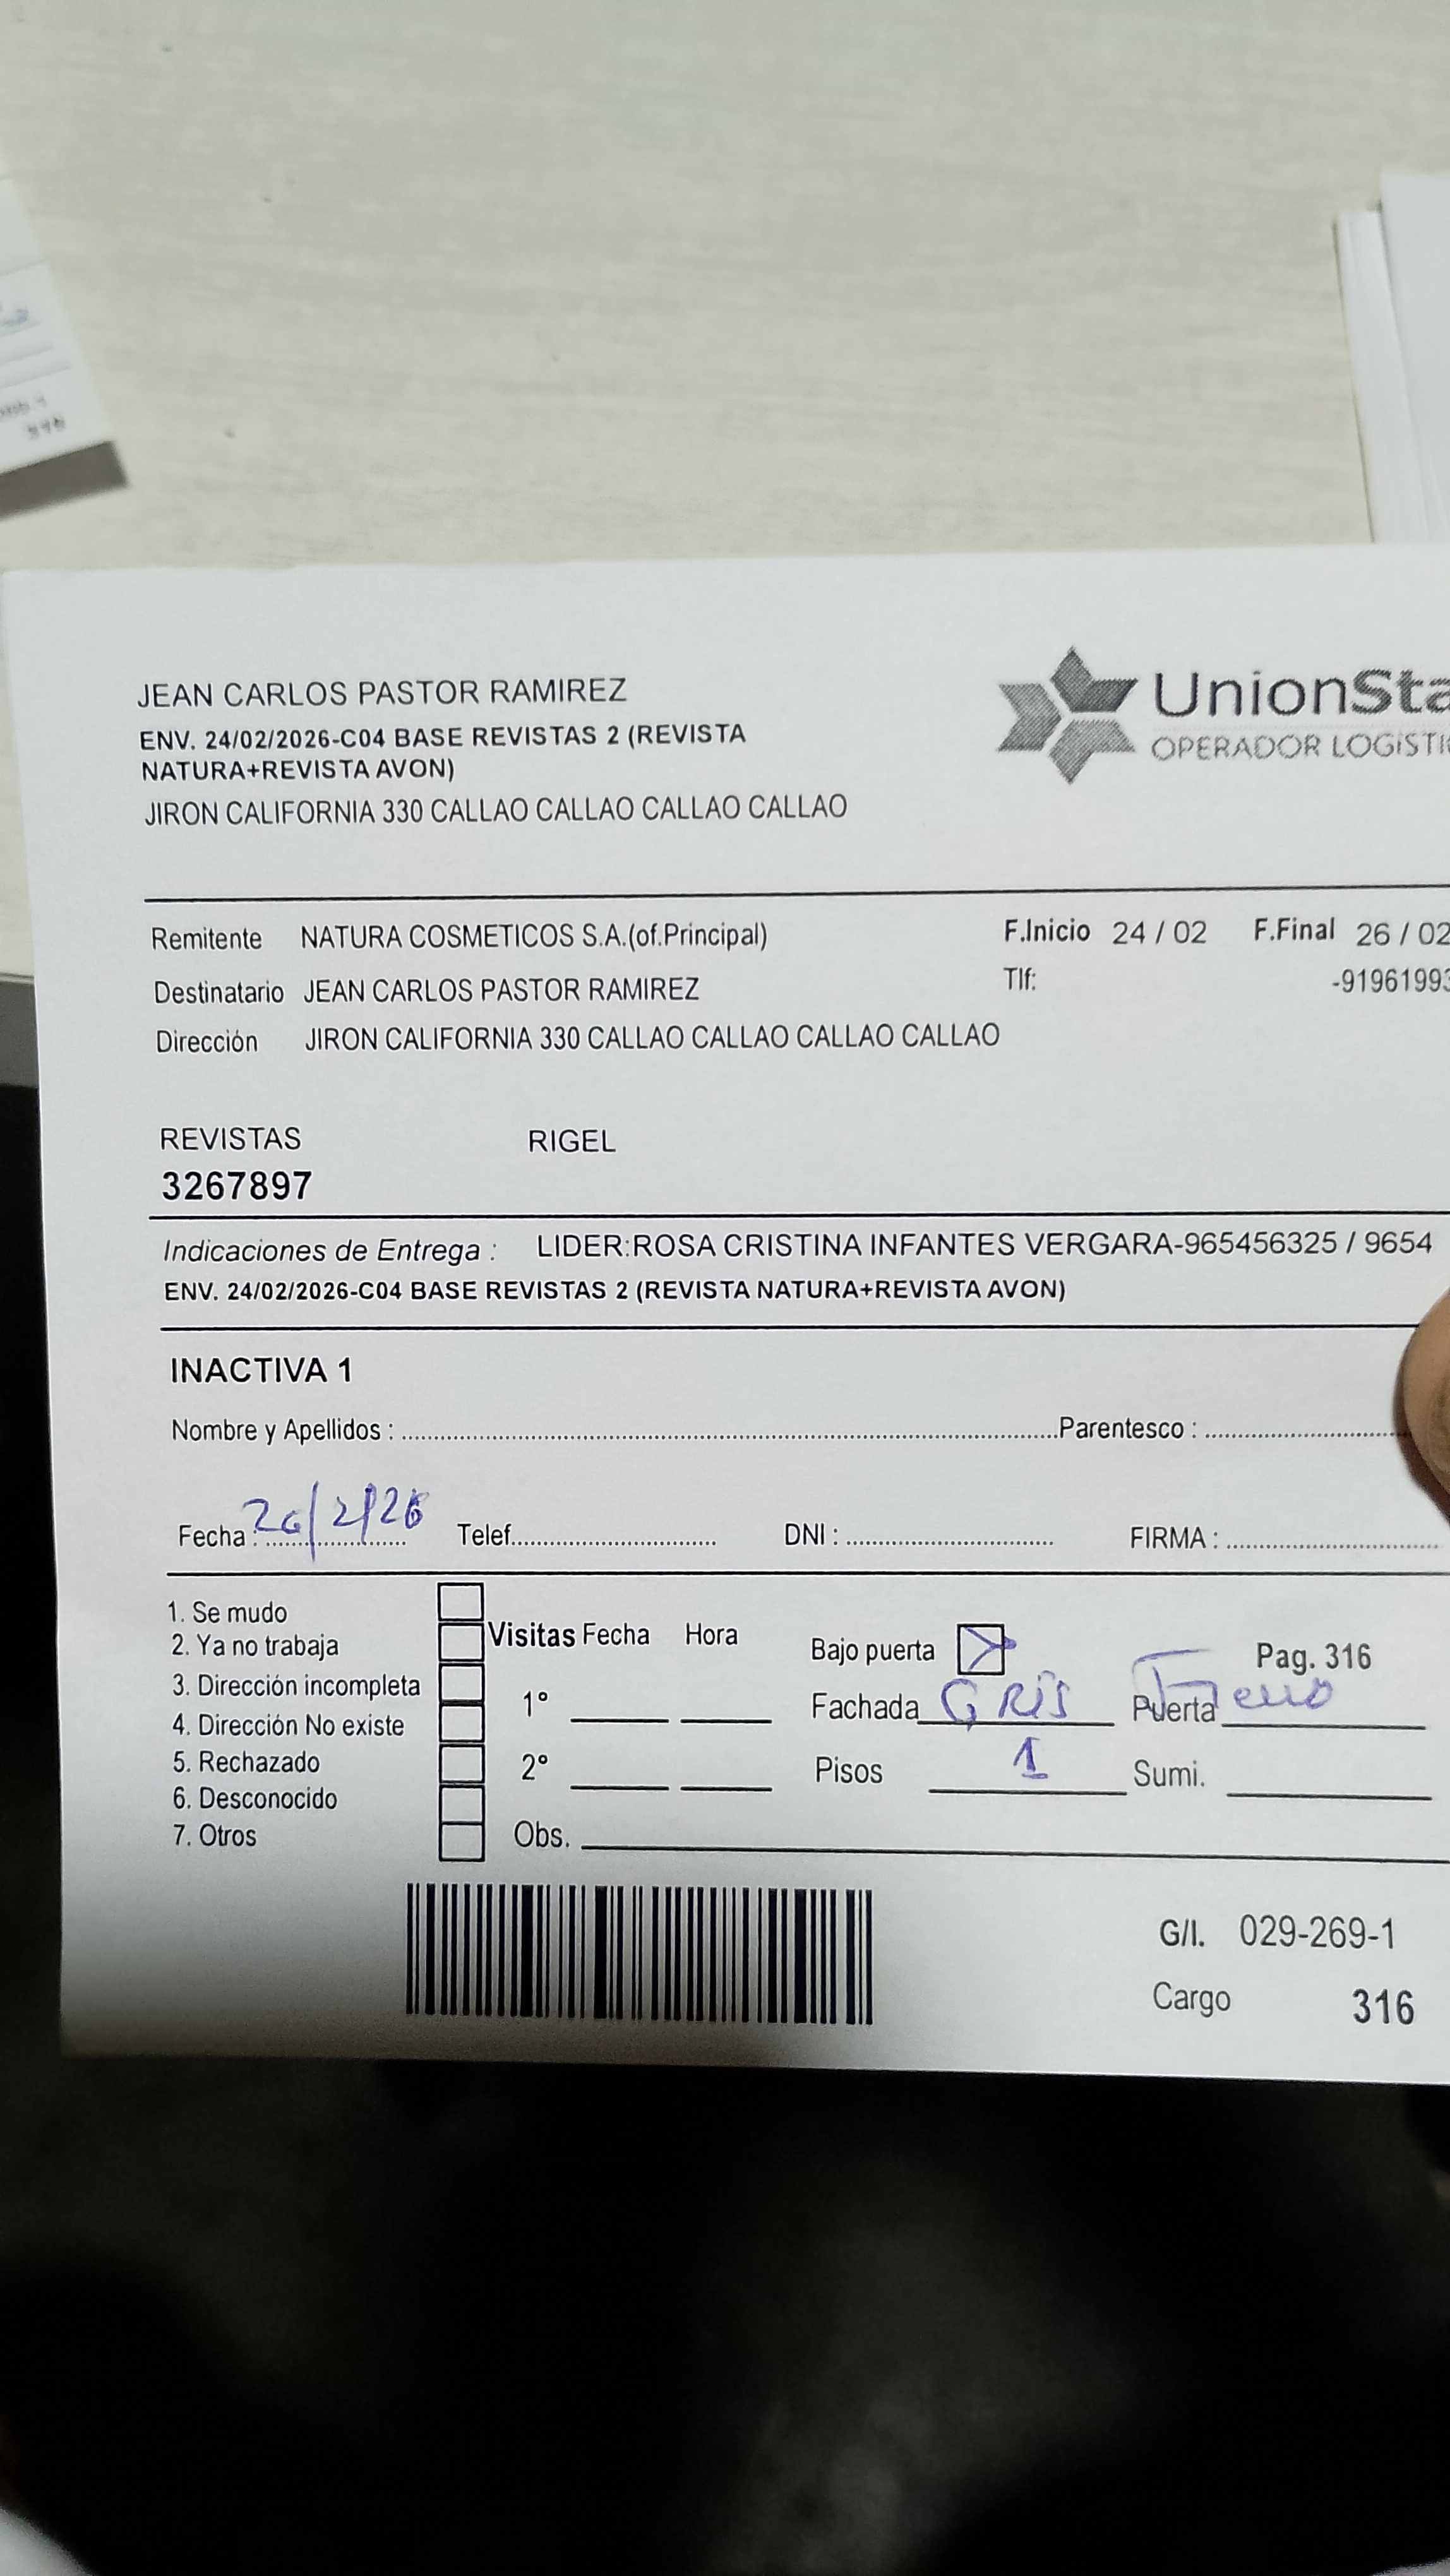 JEAN CARLOS PASTOR RAMIREZ
ENV. 24/02/2026-C04 BASE REVISTAS 2 (REVISTA
NATURA+REVISTA AVON)
JIRON CALIFORNIA 330 CALLAO CALLAO CALLAO CALLAO
UnionSta
OPERADOR LOGÍSTIC
Remitente NATURA COSMETICOS S.A.(of.Principal) F.Inicio 24 / 02 F.Final 26 / 02
Destinatario JEAN CARLOS PASTOR RAMIREZ Tlf: -9196199
Dirección JIRON CALIFORNIA 330 CALLAO CALLAO CALLAO CALLAO
REVISTAS RIGEL
3267897
Indicaciones de Entrega : LIDER:ROSA CRISTINA INFANTES VERGARA-965456325 / 9654
ENV. 24/02/2026-C04 BASE REVISTAS 2 (REVISTA NATURA+REVISTA AVON)
INACTIVA 1
Nombre y Apellidos : Parentesco :
Fecha : 26/2/26 Telef. DNI : FIRMA :
1. Se mudo
2. Ya no trabaja
3. Dirección incompleta
4. Dirección No existe
5. Rechazado
6. Desconocido
7. Otros
Visitas Fecha Hora
1°
2°
Obs.
Bajo puerta Pag. 316
Fachada GRIS Puerta
Pisos 1 Sumi.
G/I. 029-269-1
Cargo 316